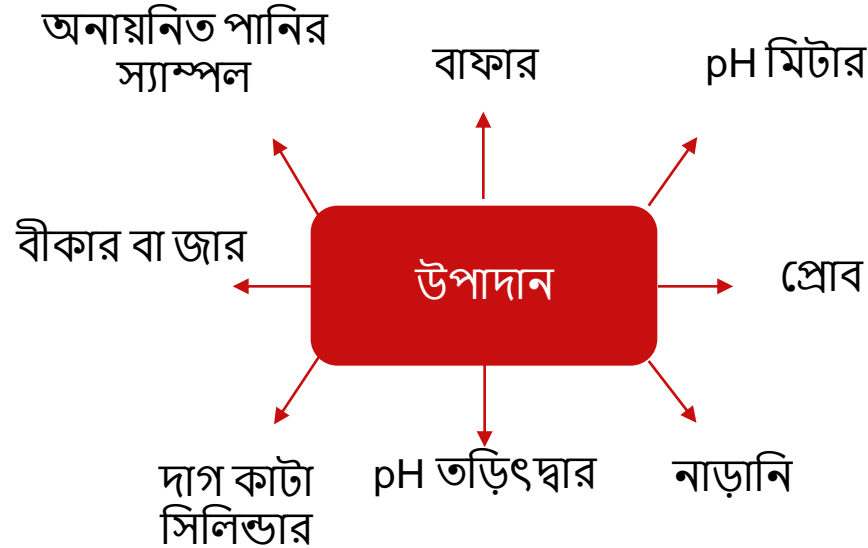 অনায়নিত পানির
স্যাম্পল
বাফার
pH মিটার
বীকার বা জার
উপাদান
প্রোব
দাগ কাটা
সিলিন্ডার
pH তড়িৎদ্বার
নাড়ানি